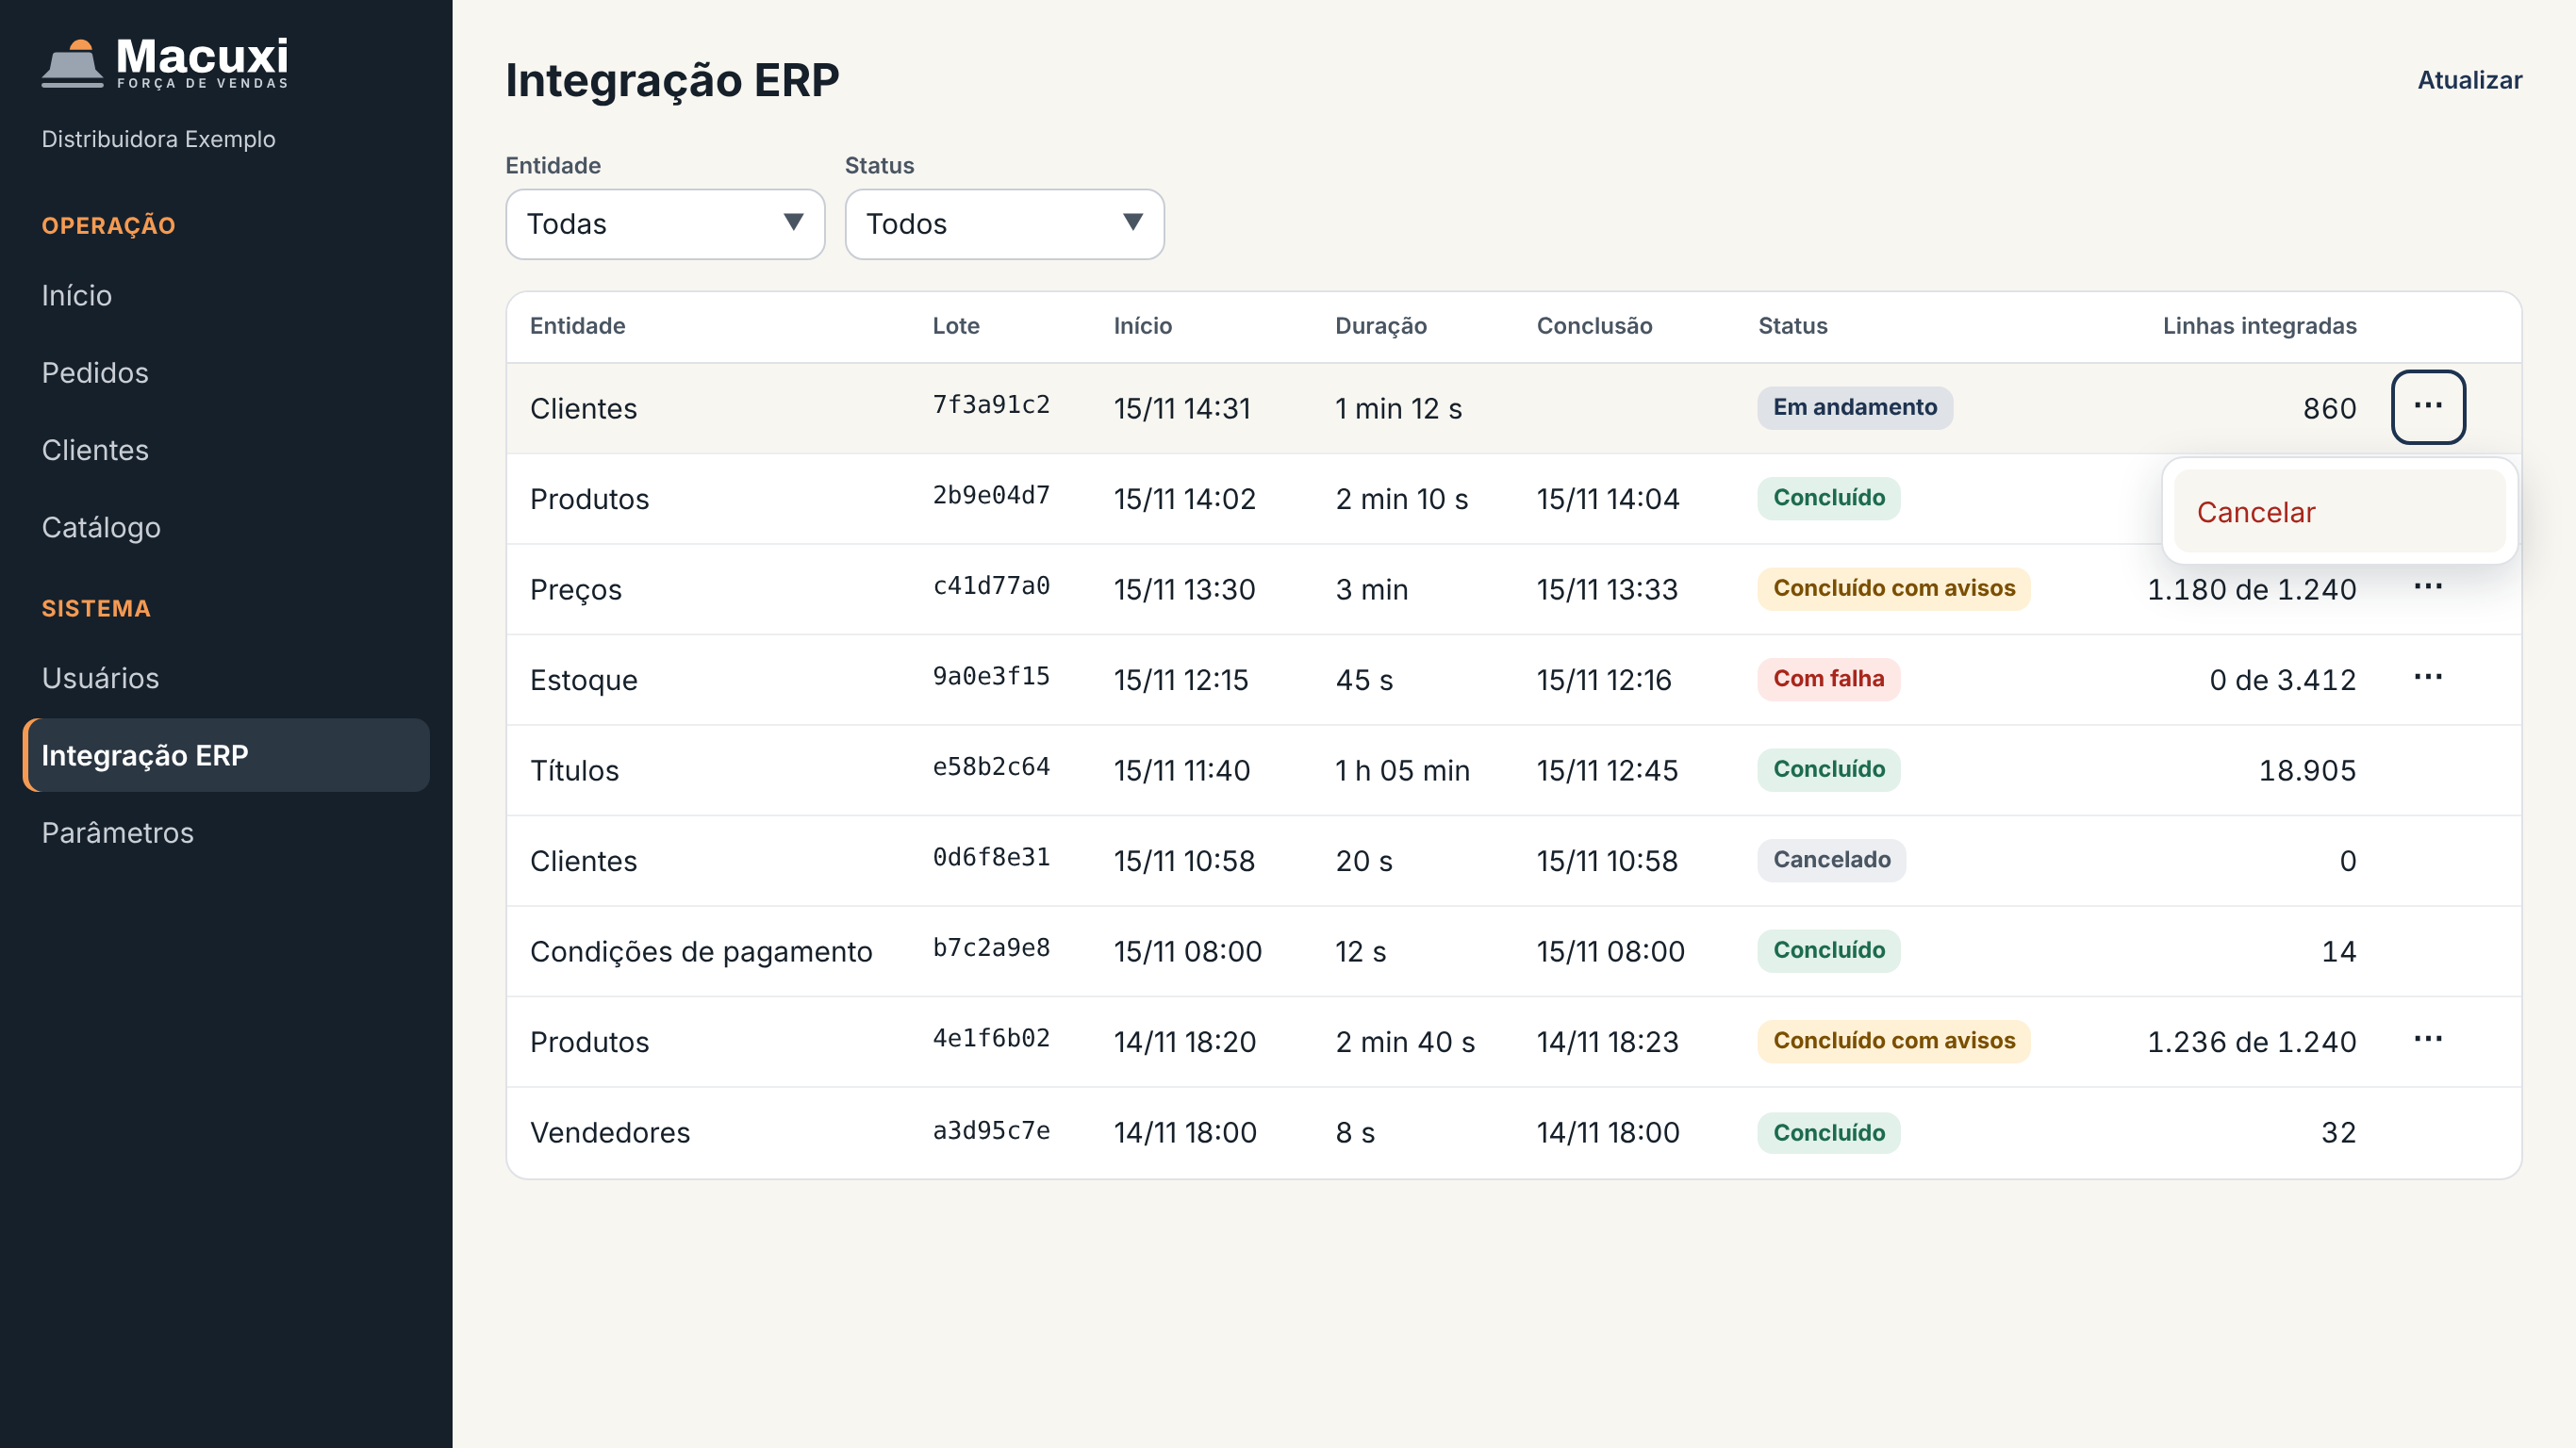 Macuxi
FORÇA DE VENDAS
Distribuidora Exemplo
OPERAÇÃO
Início
Pedidos
Clientes
Catálogo
SISTEMA
Usuários
Integração ERP
Parâmetros
Integração ERP
Atualizar
Entidade Status
Todas Todos
Entidade Lote Início Duração Conclusão Status Linhas integradas
Clientes 7f3a91c2 15/11 14:31 1 min 12 s Em andamento 860 ...
Produtos 2b9e04d7 15/11 14:02 2 min 10 s 15/11 14:04 Concluído
Cancelar
Preços c41d77a0 15/11 13:30 3 min 15/11 13:33 Concluído com avisos 1.180 de 1.240 ...
Estoque 9a0e3f15 15/11 12:15 45 s 15/11 12:16 Com falha 0 de 3.412 ...
Títulos e58b2c64 15/11 11:40 1 h 05 min 15/11 12:45 Concluído 18.905
Clientes 0d6f8e31 15/11 10:58 20 s 15/11 10:58 Cancelado 0
Condições de pagamento b7c2a9e8 15/11 08:00 12 s 15/11 08:00 Concluído 14
Produtos 4e1f6b02 14/11 18:20 2 min 40 s 14/11 18:23 Concluído com avisos 1.236 de 1.240 ...
Vendedores a3d95c7e 14/11 18:00 8 s 14/11 18:00 Concluído 32